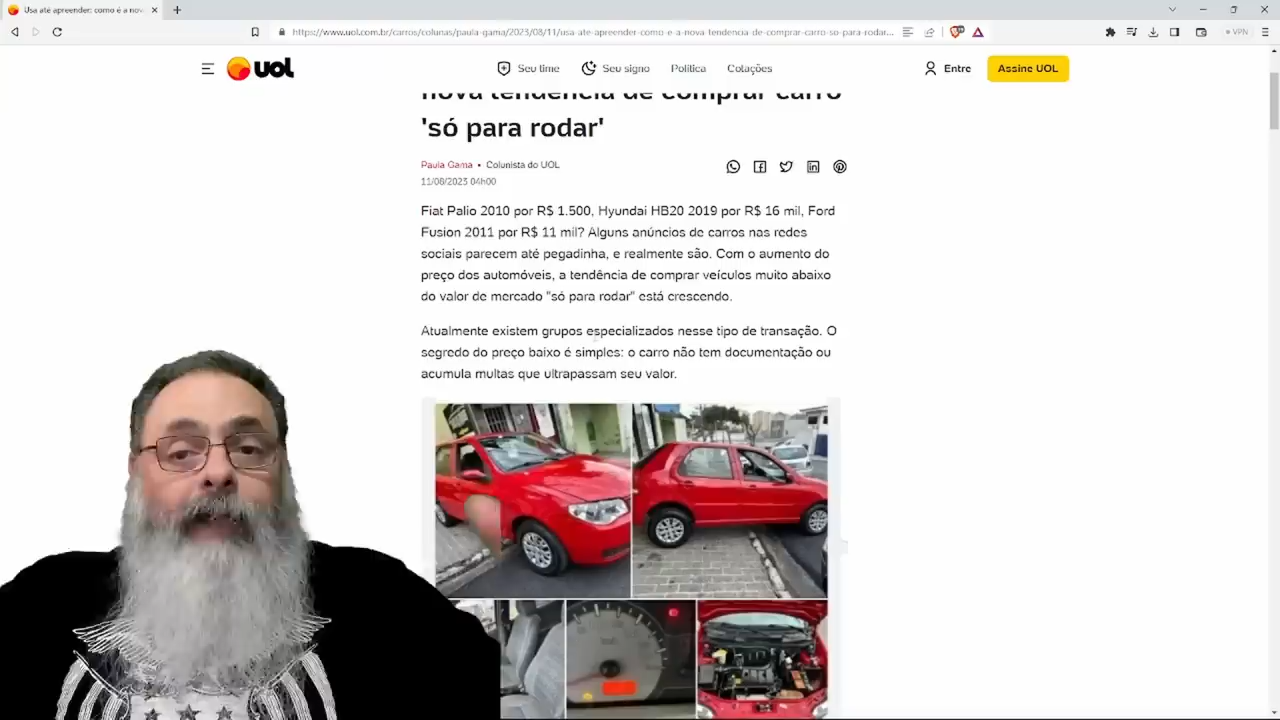 Usa até apreender: como é a nov
https://www.uol.com.br/carros/colunas/paula-gama/2023/08/11/usa-ate-apreender-como-e-a-nova-tendencia-de-comprar-carro-so-para-rodar...
VPN
UOL
Seu time
Seu signo
Política
Cotações
Entre
Assine UOL
nova tendência de comprar carro
'só para rodar'
Paula Gama • Colunista do UOL
11/08/2023 04h00
Fiat Palio 2010 por R$ 1.500, Hyundai HB20 2019 por R$ 16 mil, Ford
Fusion 2011 por R$ 11 mil? Alguns anúncios de carros nas redes
sociais parecem até pegadinha, e realmente são. Com o aumento do
preço dos automóveis, a tendência de comprar veículos muito abaixo
do valor de mercado "só para rodar" está crescendo.
Atualmente existem grupos especializados nesse tipo de transação. O
segredo do preço baixo é simples: o carro não tem documentação ou
acumula multas que ultrapassam seu valor.